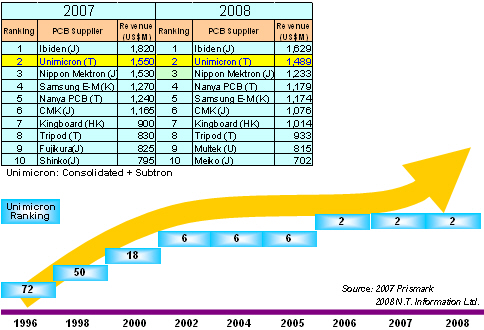 2007 2008
Ranking PCB Supplier Revenue (US$M) Ranking PCB Supplier Revenue (US$M)
1 Ibiden(J) 1,820 1 Ibiden(J) 1,629
2 Unimicron (T) 1,550 2 Unimicron (T) 1,489
3 Nippon Mektron (J) 1,530 3 Nippon Mektron (J) 1,233
4 Samsung E-M(K) 1,270 4 Nanya PCB (T) 1,179
5 Nanya PCB(T) 1,240 5 Samsung E-M (K) 1,174
6 CMK(J) 1,165 6 CMK (J) 1,076
7 Kingboard (HK) 900 7 Kingboard (HK) 1,014
8 Tripod (T) 830 8 Tripod (T) 933
9 Fujikura(J) 825 9 Multek (U) 815
10 Shinko(J) 795 10 Meiko (J) 702
Unimicron: Consolidated + Subtron
Unimicron
Ranking
72 50 18 6 6 6 2 2 2
Source: 2007 Prismark
2008 N.T. Information Ltd.
1996 1998 2000 2002 2004 2005 2006 2007 2008